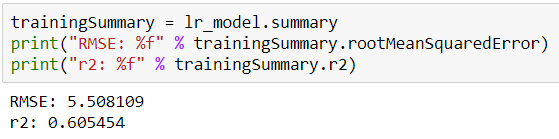 trainingSummary = lr_model.summary
print("RMSE: %f" % trainingSummary.rootMeanSquaredError)
print("r2: %f" % trainingSummary.r2)
RMSE: 5.508109
r2: 0.605454